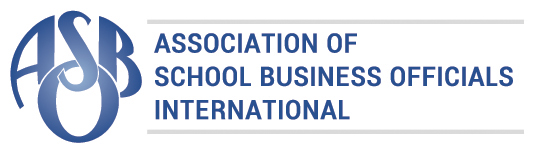 ASBO
ASSOCIATION OF
SCHOOL BUSINESS OFFICIALS
INTERNATIONAL